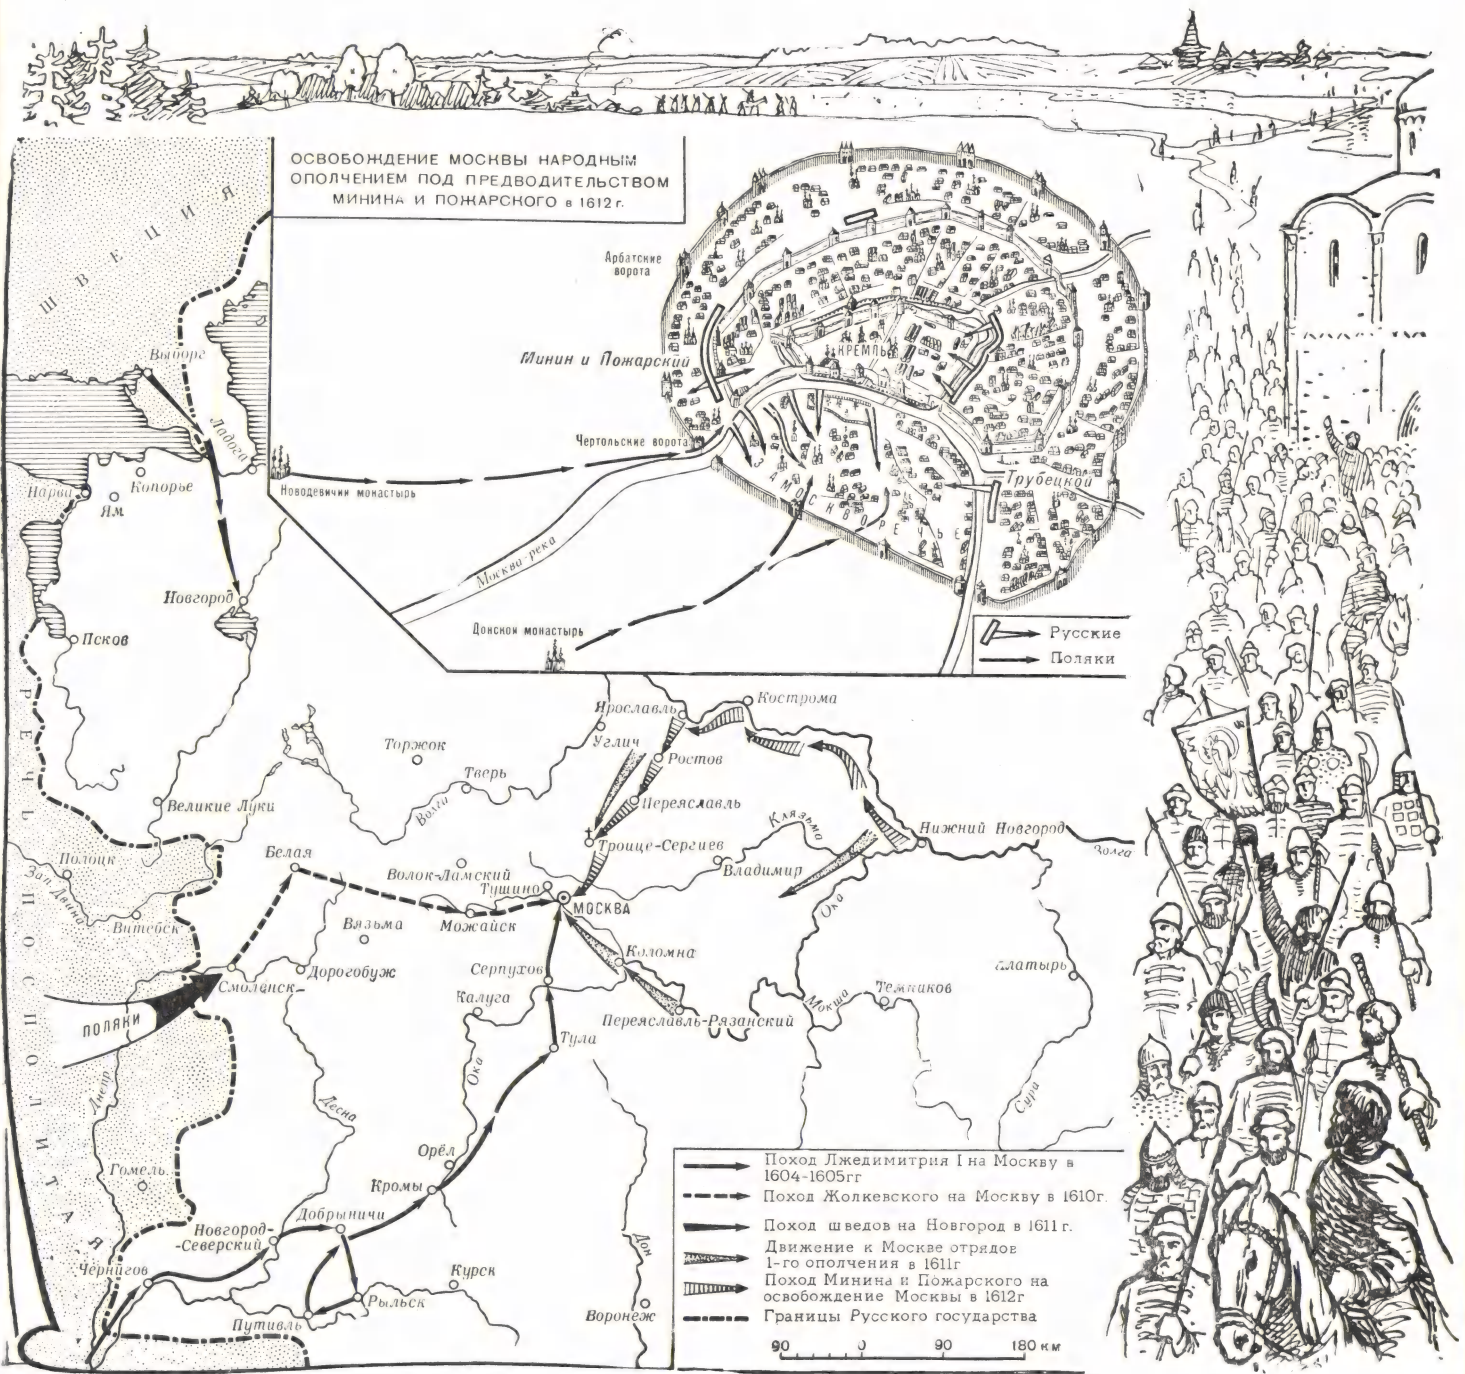 ОСВОБОЖДЕНИЕ МОСКВЫ НАРОДНЫМ
ОПОЛЧЕНИЕМ ПОД ПРЕДВОДИТЕЛЬСТВОМ
МИНИНА И ПОЖАРСКОГО в 1612 г.
ШВЕЦИЯ
Арбатские
ворота
Выборг
Минин и Пожарский
КРЕМЛЬ
Ладога
Чертольские ворота
Новодевичий монастырь
Нарва
Копорье
Ям
Трубецкой
ЗАМОСКВОРЕЧЬЕ
Москва-река
Новгород
Псков
Донской монастырь
Русские
Поляки
РЕЧЬ ПОСПОЛИТАЯ
Кострома
Ярославль
Углич
Торжок
Ростов
Тверь
Волга
Переяславль
Великие Луки
Клязьма
Нижний Новгород
Волга
Троице-Сергиев
Белая
Полоцк
Зап. Двина
Волок-Ламский
Тушино
Владимир
МОСКВА
Ока
Витебск
Вязьма
Можайск
Коломна
Смоленск
Дорогобуж
Серпухов
Алатырь
Калуга
Темников
Мокша
ПОЛЯКИ
Переяславль-Рязанский
Тула
Днепр
Ока
Десна
Сура
Гомель
Орёл
Кромы
Добрыничи
Новгород-
-Северский
Чернигов
Рыльск
Курск
Дон
Путивль
Воронеж
Поход Лжедимитрия I на Москву в
1604-1605гг
Поход Жолкевского на Москву в 1610г.
Поход шведов на Новгород в 1611 г.
Движение к Москве отрядов
1-го ополчения в 1611г
Поход Минина и Пожарского на
освобождение Москвы в 1612г
Границы Русского государства
90 0 90 180 км